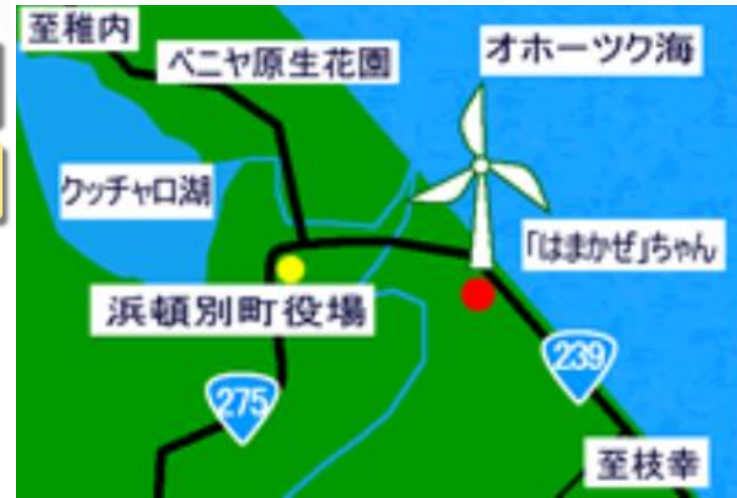 至稚内
ベニヤ原生花園
オホーツク海
クッチャロ湖
「はまかぜ」ちゃん
浜頓別町役場
239
275
至枝幸